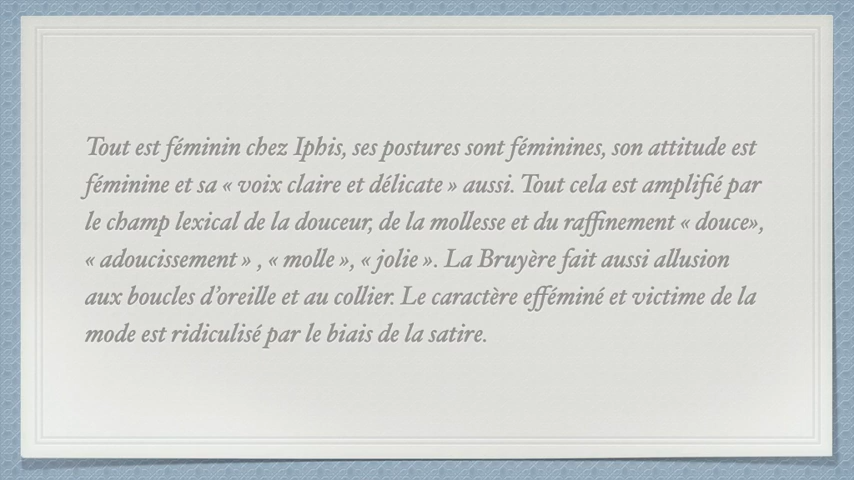 Tout est féminin chez Iphis, ses postures sont féminines, son attitude est
féminine et sa « voix claire et délicate » aussi. Tout cela est amplifié par
le champ lexical de la douceur, de la mollesse et du raffinement « douce»,
« adoucissement » , « molle », « jolie ». La Bruyère fait aussi allusion
aux boucles d’oreille et au collier. Le caractère efféminé et victime de la
mode est ridiculisé par le biais de la satire.